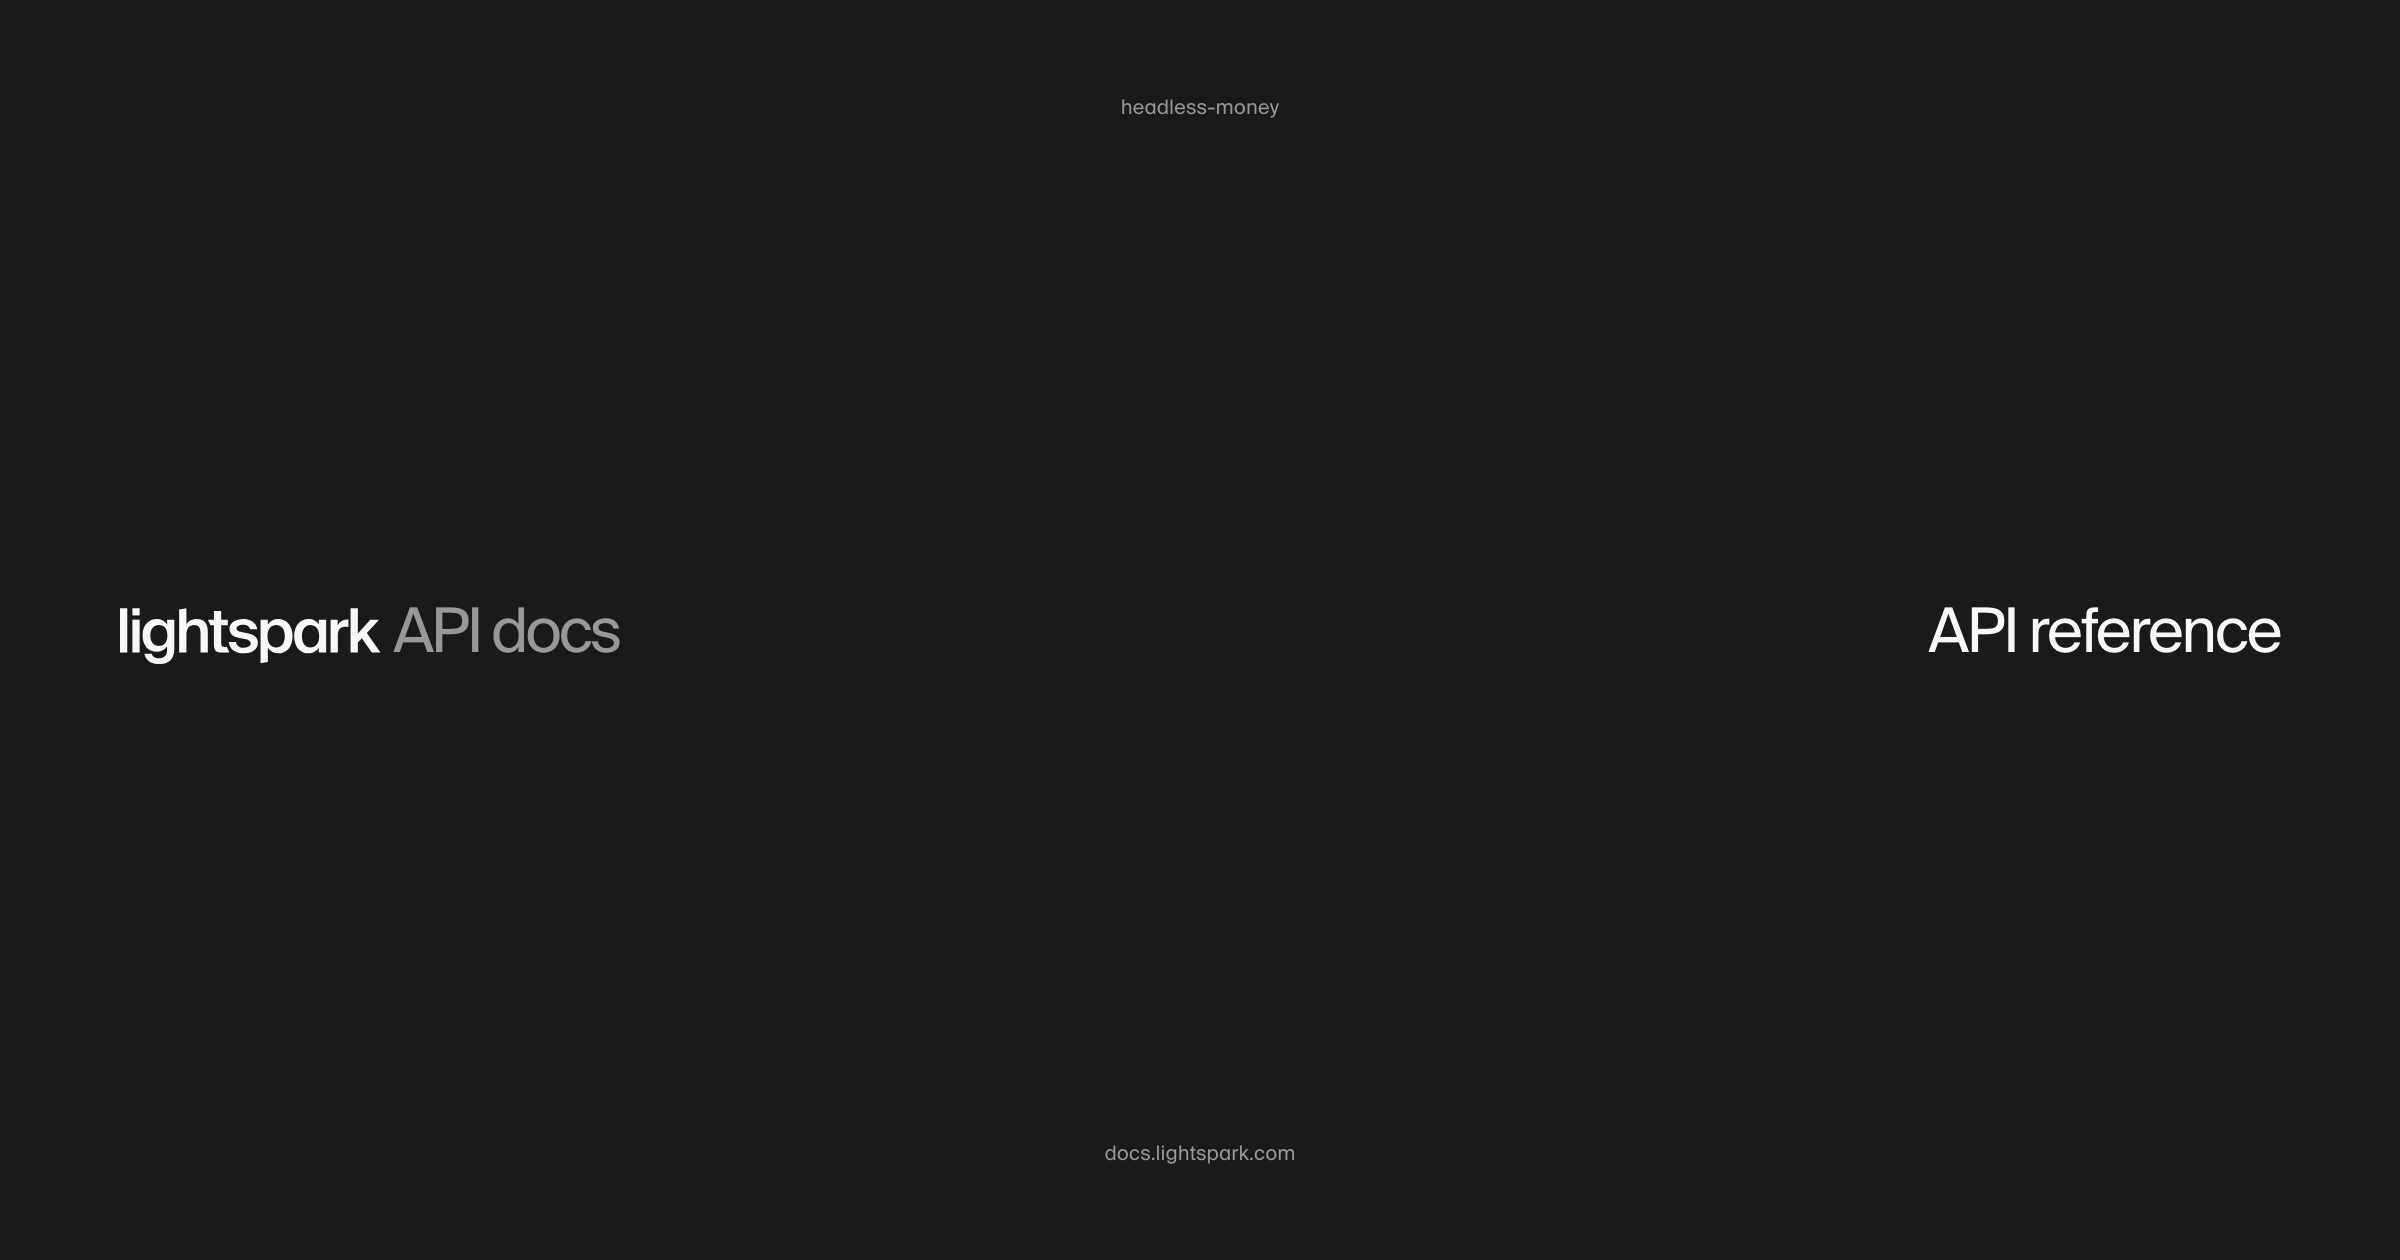 headless-money
lightspark API docs
API reference
docs.lightspark.com